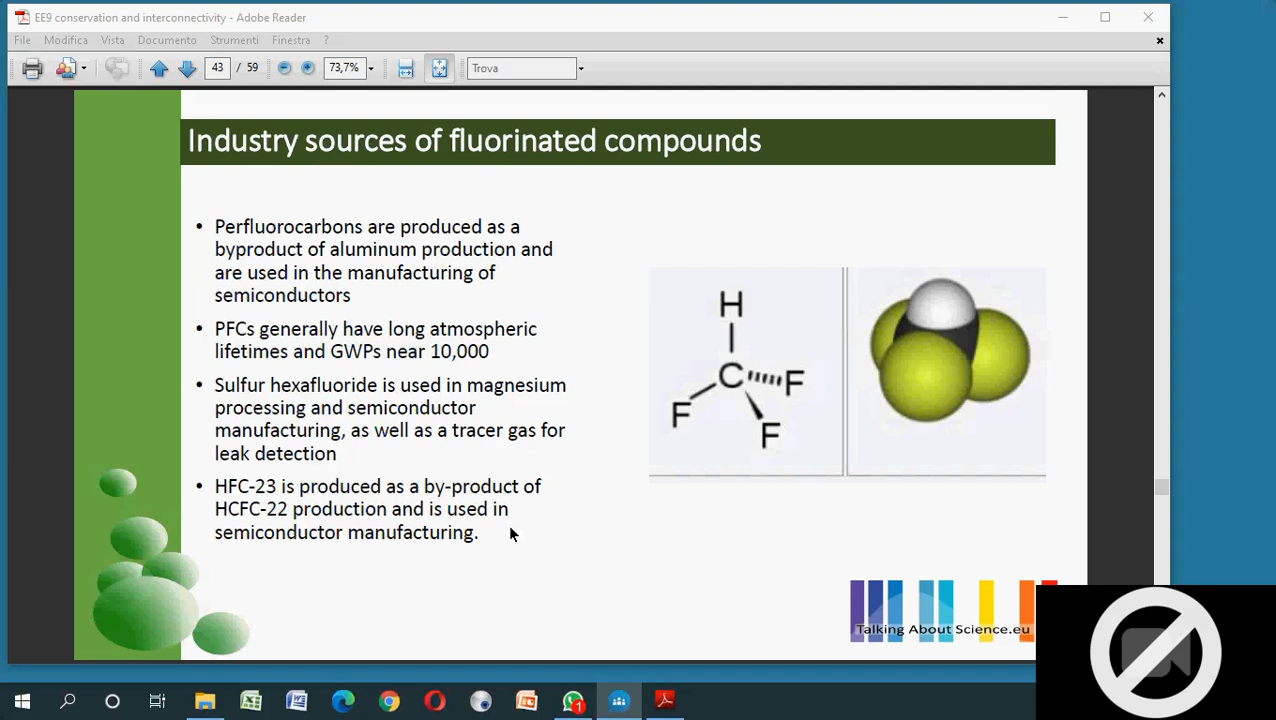 EE9 conservation and interconnectivity - Adobe Reader
File Modifica Vista Documento Strumenti Finestra ?
43 / 59 73,7% Trova
Industry sources of fluorinated compounds
• Perfluorocarbons are produced as a
byproduct of aluminum production and
are used in the manufacturing of
semiconductors
• PFCs generally have long atmospheric
lifetimes and GWPs near 10,000
• Sulfur hexafluoride is used in magnesium
processing and semiconductor
manufacturing, as well as a tracer gas for
leak detection
• HFC-23 is produced as a by-product of
HCFC-22 production and is used in
semiconductor manufacturing.
H
C F
F
F
Talking About Science.eu
1